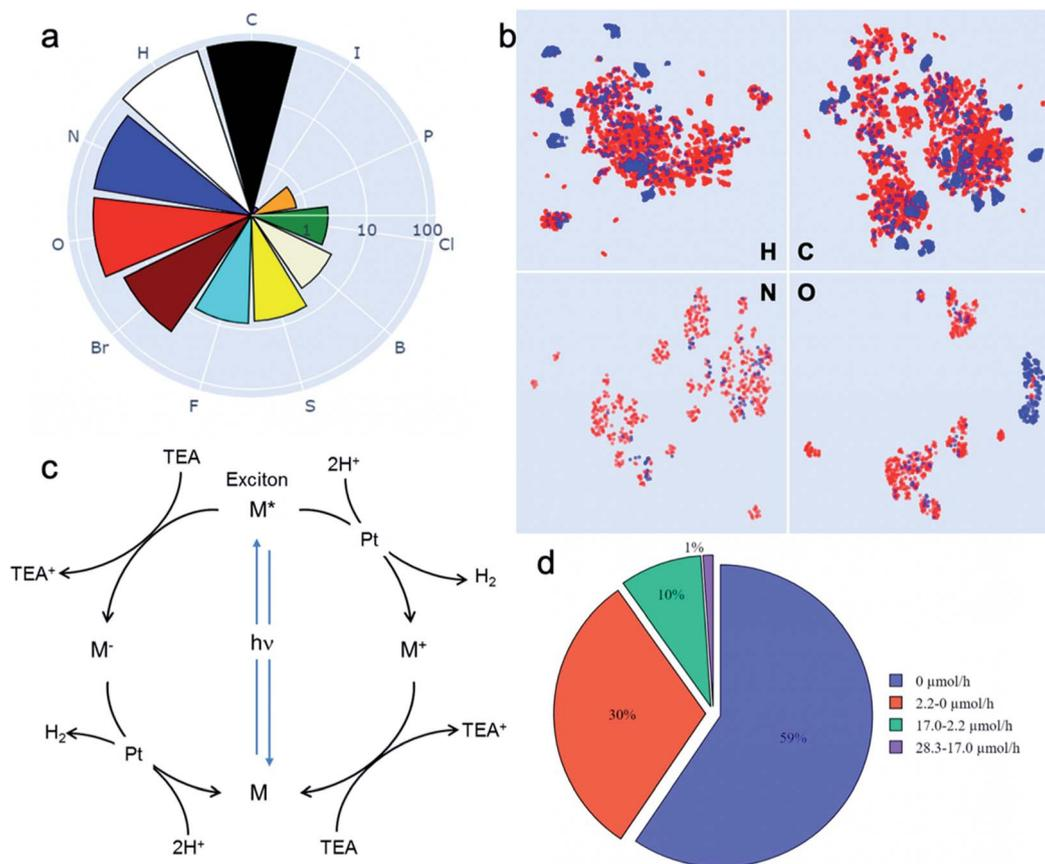 a
C
H
I
N
P
1
10
100
O
Cl
Br
B
F
S
b
H
C
N
O
c
TEA
2H⁺
Exciton
M*
Pt
TEA⁺
H₂
M⁻
hν
M⁺
H₂
TEA⁺
Pt
M
2H⁺
TEA
d
1%
10%
30%
59%
0 µmol/h
2.2-0 µmol/h
17.0-2.2 µmol/h
28.3-17.0 µmol/h